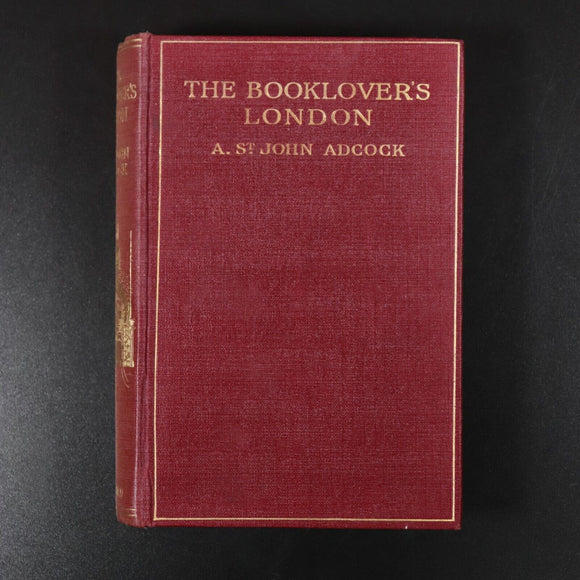 THE BOOKLOVER'S
LONDON
A. ST JOHN ADCOCK